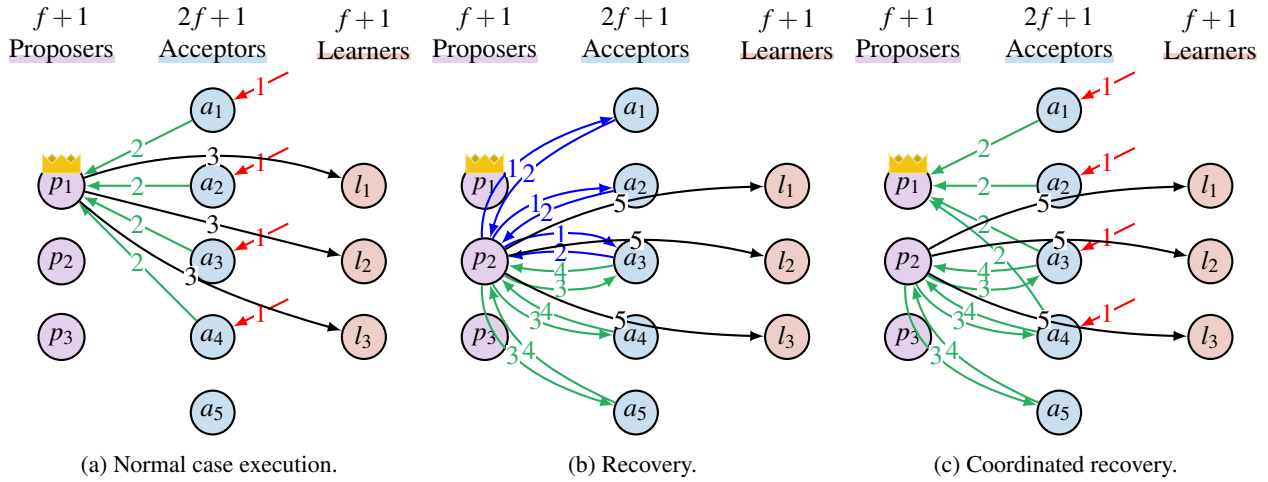 f + 1 2f + 1 f + 1 f + 1 2f + 1 f + 1 f + 1 2f + 1 f + 1
Proposers Acceptors Learners Proposers Acceptors Learners Proposers Acceptors Learners
a1 1 a1 a1 1
2 3 1 1 2 2 1
p1 2 a2 l1 p1 1 2 a2 5 l1 p1 2 a2 5 l1
2 3 1 1 5 2 5 1
p2 2 a3 3 l2 p2 2 4 3 a3 l2 p2 2 4 3 a3 l2
1 4 3 5 4 3 5 1
p3 a4 l3 p3 3 4 a4 l3 p3 3 4 a4 l3
a5 a5 a5
(a) Normal case execution. (b) Recovery. (c) Coordinated recovery.